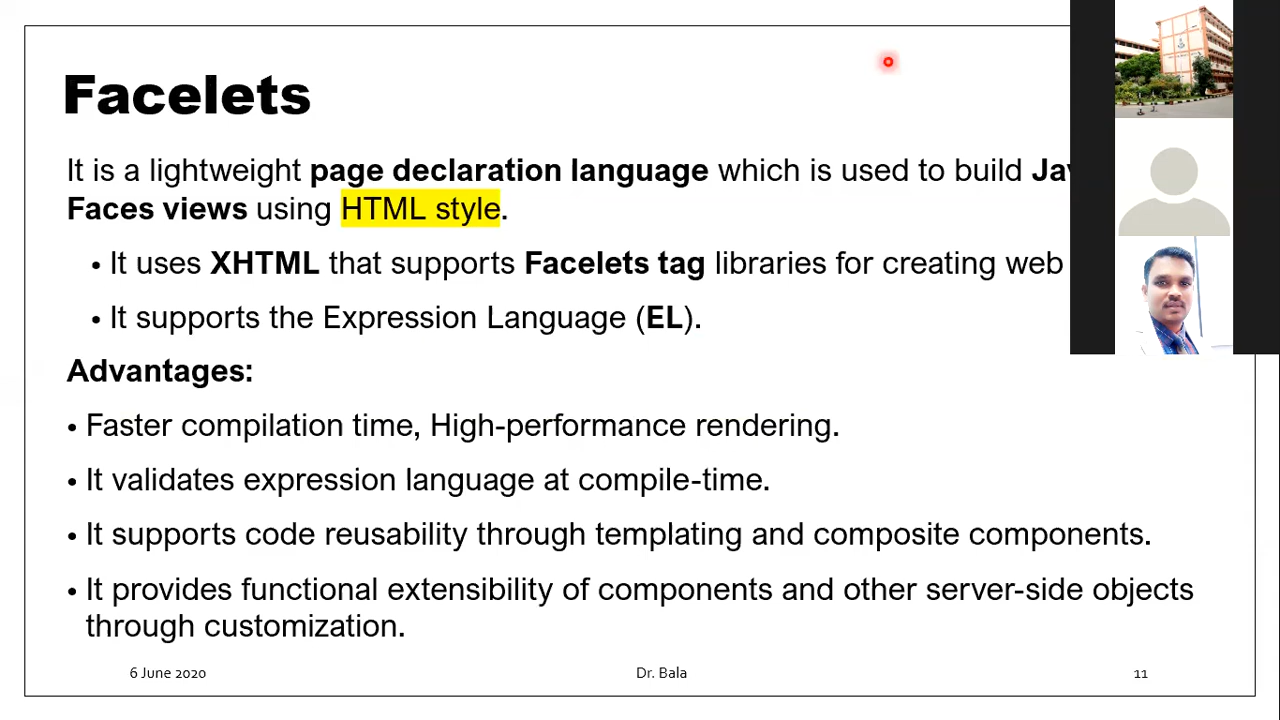 Facelets
It is a lightweight page declaration language which is used to build
Faces views using HTML style.
• It uses XHTML that supports Facelets tag libraries for creating web
• It supports the Expression Language (EL).
Advantages:
• Faster compilation time, High-performance rendering.
• It validates expression language at compile-time.
• It supports code reusability through templating and composite components.
• It provides functional extensibility of components and other server-side objects
through customization.
6 June 2020 Dr. Bala 11